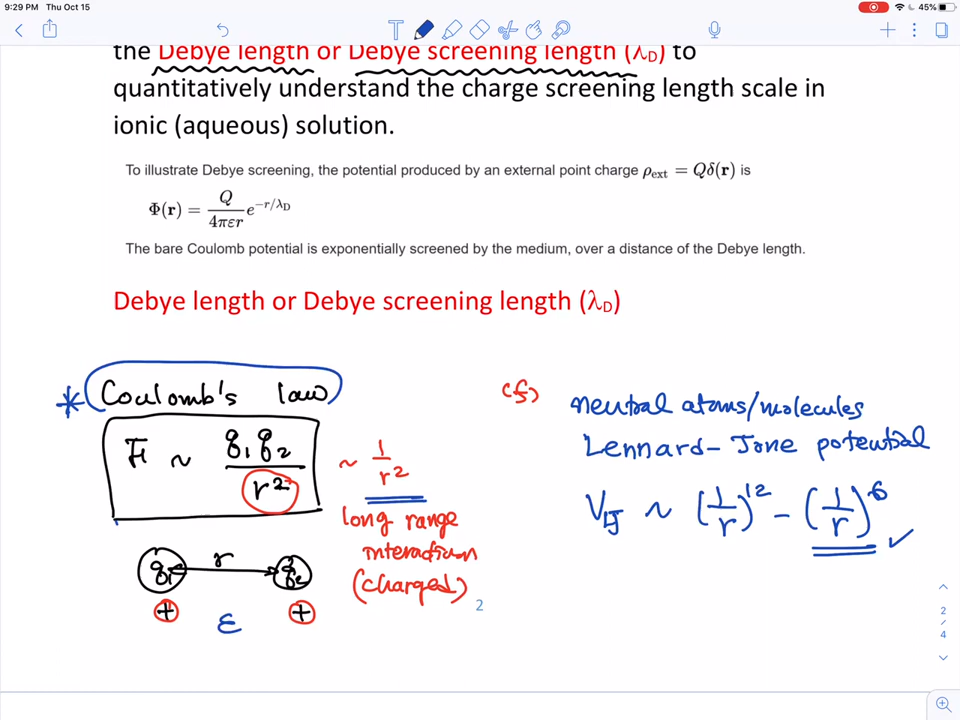 9:29 PM Thu Oct 15
45%
the Debye length or Debye screening length (λD) to
quantitatively understand the charge screening length scale in
ionic (aqueous) solution.
To illustrate Debye screening, the potential produced by an external point charge ρext = Qδ(r) is
Φ(r) = Q/4πεr e^−r/λD
The bare Coulomb potential is exponentially screened by the medium, over a distance of the Debye length.
Debye length or Debye screening length (λD)
* Coulomb's law
F ~ q1q2/r²
~ 1/r²
long range
interaction
(charged)
q1 r q2
+ +
ε
2
(cf)
neutral atoms/molecules
Lennard-Jone potential
VLJ ~ (1/r)^12 − (1/r)^6
2
/
4